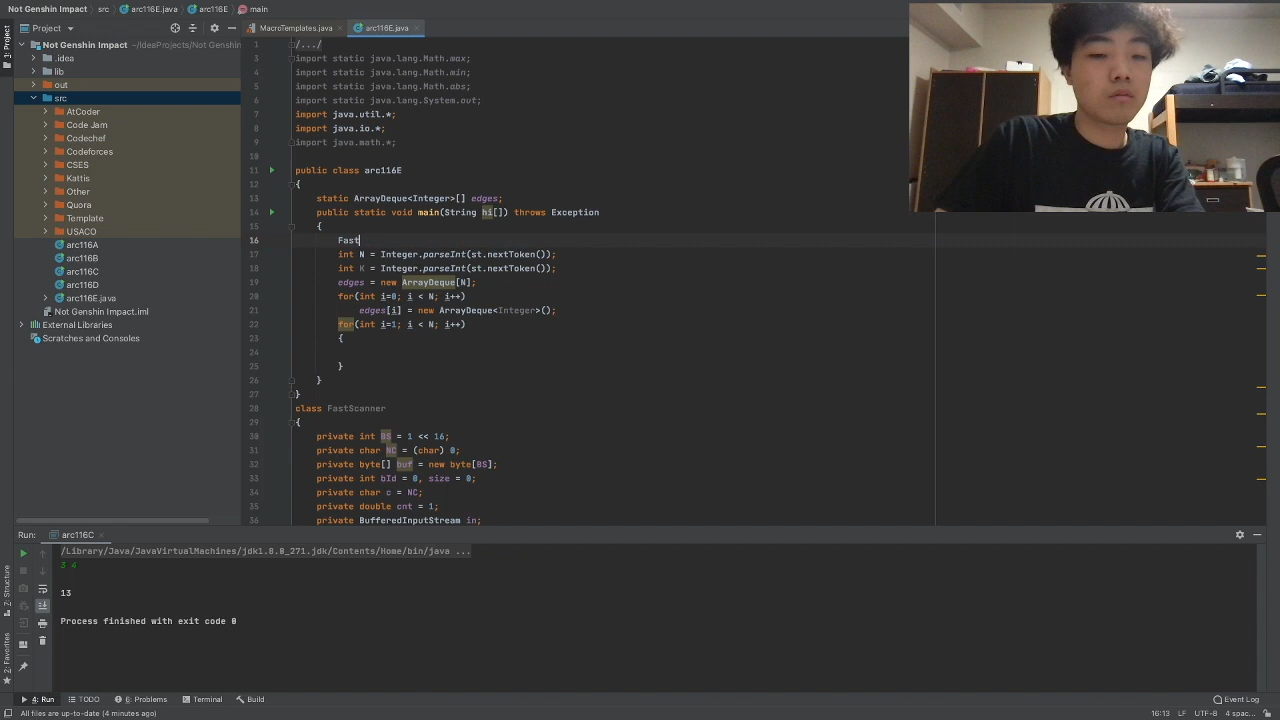 Not Genshin Impact › src › arc116E.java › arc116E › main
Project
MacroTemplates.java
arc116E.java
Not Genshin Impact ~/IdeaProjects/Not Genshin
.idea
lib
out
src
AtCoder
Code Jam
Codechef
Codeforces
CSES
Kattis
Other
Quora
Template
USACO
arc116A
arc116B
arc116C
arc116D
arc116E.java
Not Genshin Impact.iml
External Libraries
Scratches and Consoles
1 /.../
3 import static java.lang.Math.max;
4 import static java.lang.Math.min;
5 import static java.lang.Math.abs;
6 import static java.lang.System.out;
7 import java.util.*;
8 import java.io.*;
9 import java.math.*;
10
11 public class arc116E
12 {
13 static ArrayDeque<Integer>[] edges;
14 public static void main(String hi[]) throws Exception
15 {
16 Fast
17 int N = Integer.parseInt(st.nextToken());
18 int K = Integer.parseInt(st.nextToken());
19 edges = new ArrayDeque[N];
20 for(int i=0; i < N; i++)
21 edges[i] = new ArrayDeque<Integer>();
22 for(int i=1; i < N; i++)
23 {
24
25 }
26 }
27 }
28 class FastScanner
29 {
30 private int BS = 1 << 16;
31 private char NC = (char) 0;
32 private byte[] buf = new byte[BS];
33 private int bId = 0, size = 0;
34 private char c = NC;
35 private double cnt = 1;
36 private BufferedInputStream in;
1: Project
Z: Structure
2: Favorites
Run: arc116C
/Library/Java/JavaVirtualMachines/jdk1.8.0_271.jdk/Contents/Home/bin/java ...
3 4
13
Process finished with exit code 0
4: Run
TODO
6: Problems
Terminal
Build
Event Log
All files are up-to-date (4 minutes ago)
16:13 LF UTF-8 4 spac...